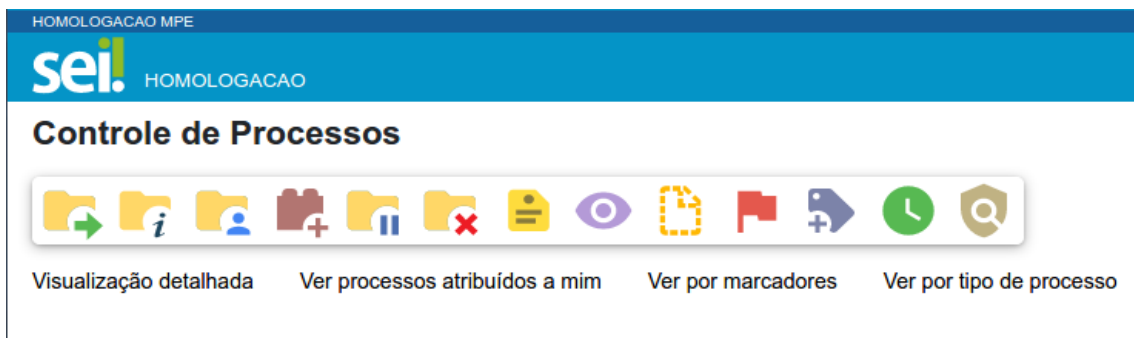 HOMOLOGACAO MPE
sei! HOMOLOGACAO
Controle de Processos
Visualização detalhada Ver processos atribuídos a mim Ver por marcadores Ver por tipo de processo